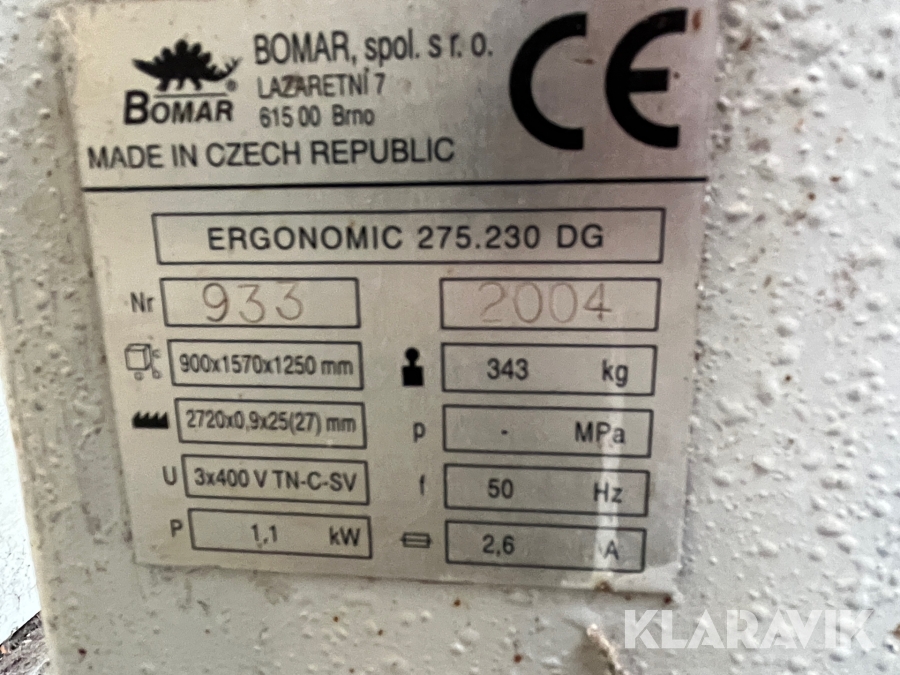 BOMAR, spol. s r. o.
BOMAR®
LAZARETNÍ 7
615 00 Brno
CE
MADE IN CZECH REPUBLIC
ERGONOMIC 275.230 DG
Nr 933 2004
900x1570x1250 mm 343 kg
2720x0,9x25(27) mm p - MPa
U 3x400 V TN-C-SV f 50 Hz
P 1,1 kW 2,6 A
KLARAVIK